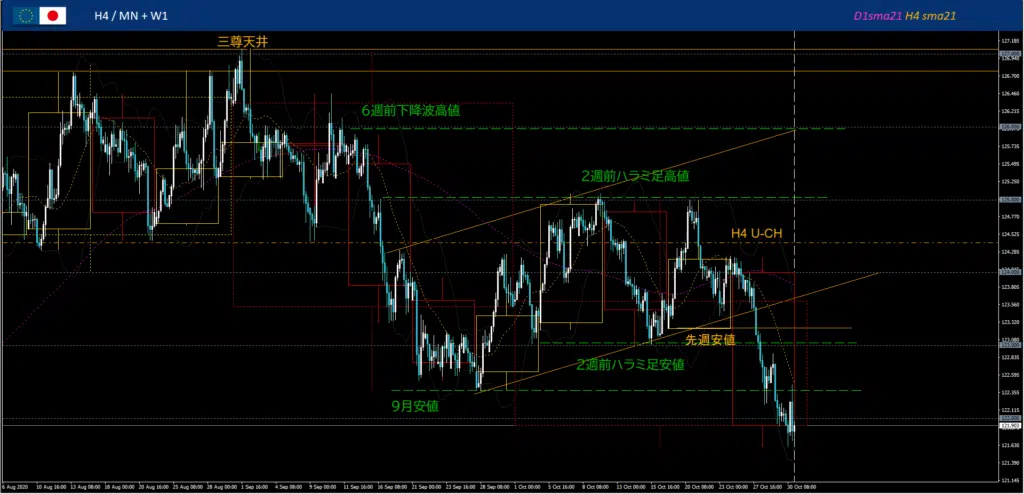 H4 / MN + W1
D1sma21 H4 sma21
三尊天井
6週前下降波高値
2週前ハラミ足高値
H4 U-CH
先週安値
2週前ハラミ足安値
9月安値
127.185
126.940
126.700
126.460
126.215
125.735
125.490
125.250
124.770
124.525
124.285
123.805
123.560
123.320
123.080
122.835
122.595
122.355
122.115
121.903
121.630
121.390
121.145
6 Aug 2020
10 Aug 16:00
13 Aug 08:00
18 Aug 00:00
20 Aug 16:00
25 Aug 08:00
28 Aug 00:00
1 Sep 16:00
4 Sep 08:00
9 Sep 00:00
11 Sep 16:00
16 Sep 08:00
21 Sep 00:00
23 Sep 16:00
28 Sep 08:00
1 Oct 00:00
5 Oct 16:00
8 Oct 08:00
13 Oct 00:00
15 Oct 16:00
20 Oct 08:00
23 Oct 00:00
27 Oct 16:00
30 Oct 08:00